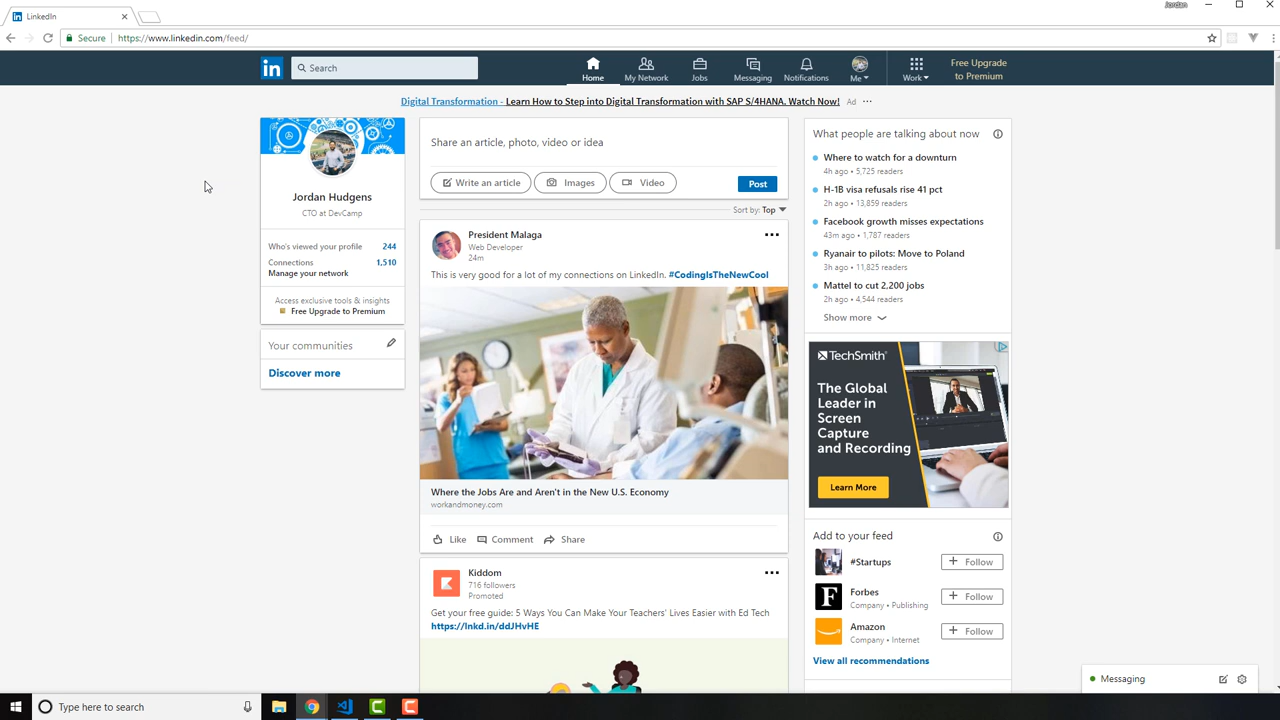 LinkedIn
Jordan
Secure
https://www.linkedin.com/feed/
in
Search
Home
My Network
Jobs
Messaging
Notifications
Me
Work
Free Upgrade
to Premium
Digital Transformation - Learn How to Step into Digital Transformation with SAP S/4HANA. Watch Now! Ad ...
Jordan Hudgens
CTO at DevCamp
Who's viewed your profile 244
Connections 1,510
Manage your network
Access exclusive tools & insights
Free Upgrade to Premium
Your communities
Discover more
Share an article, photo, video or idea
Write an article
Images
Video
Post
Sort by: Top
President Malaga
Web Developer
24m
This is very good for a lot of my connections on LinkedIn. #CodingIsTheNewCool
Where the Jobs Are and Aren't in the New U.S. Economy
workandmoney.com
Like
Comment
Share
Kiddom
716 followers
Promoted
Get your free guide: 5 Ways You Can Make Your Teachers' Lives Easier with Ed Tech
https://lnkd.in/ddJHvHE
What people are talking about now
Where to watch for a downturn
4h ago • 5,725 readers
H-1B visa refusals rise 41 pct
2h ago • 13,859 readers
Facebook growth misses expectations
43m ago • 1,787 readers
Ryanair to pilots: Move to Poland
3h ago • 11,825 readers
Mattel to cut 2,200 jobs
2h ago • 4,544 readers
Show more
TechSmith
The Global
Leader in
Screen
Capture
and Recording
Learn More
Add to your feed
#Startups
+ Follow
Forbes
Company • Publishing
+ Follow
Amazon
Company • Internet
+ Follow
View all recommendations
Messaging
Type here to search